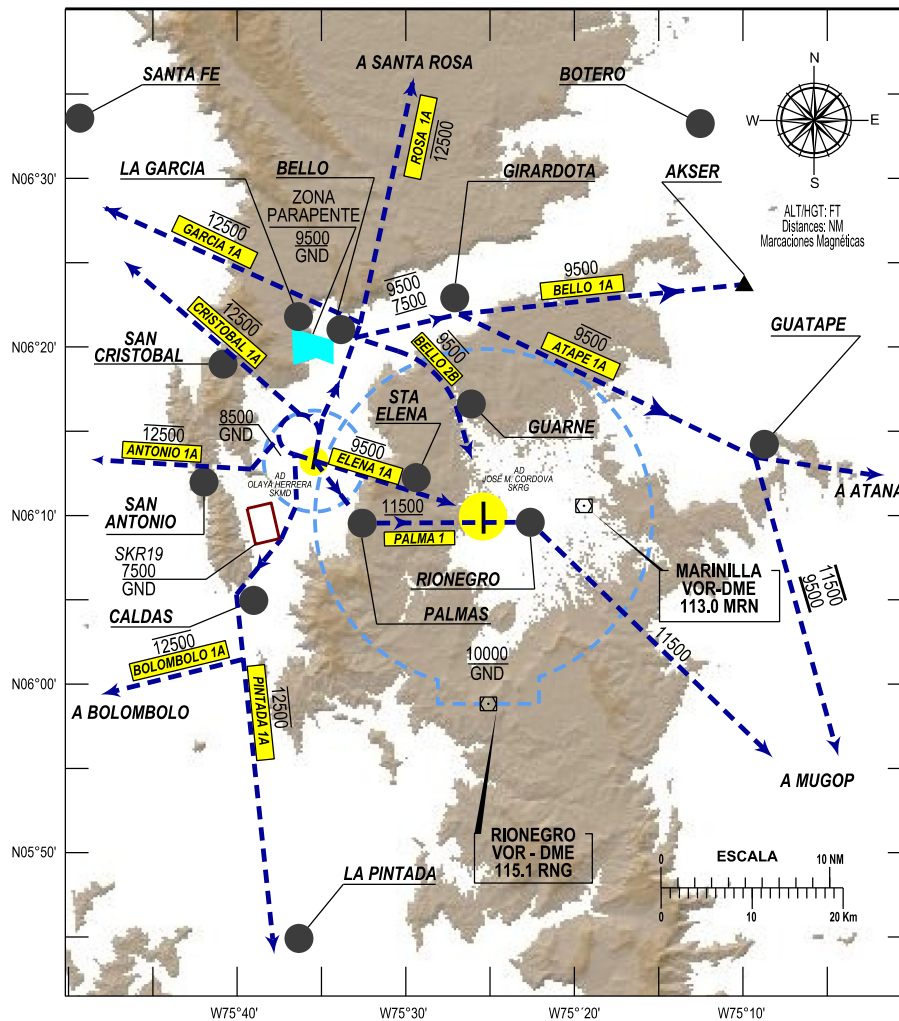 SANTA FE
A SANTA ROSA
BOTERO
N
W
E
S
ALT/HGT: FT
Distances: NM
Marcaciones Magnéticas
LA GARCIA
BELLO
ZONA
PARAPENTE
9500
GND
ROSA 1A
12500
GIRARDOTA
AKSER
N06°30'
12500
GARCIA 1A
CRISTOBAL 1A
12500
9500
7500
9500
BELLO 1A
N06°20'
SAN
CRISTOBAL
9500
BELLO 2B
9500
ATAPE 1A
GUATAPE
STA
ELENA
GUARNE
8500
GND
12500
ANTONIO 1A
9500
ELENA 1A
AD
OLAYA HERRERA
SKMD
AD
JOSÉ M. CORDOVA
SKRG
A ATANA
SAN
ANTONIO
N06°10'
11500
PALMA 1
SKR19
7500
GND
RIONEGRO
MARINILLA
VOR-DME
113.0 MRN
11500
9500
CALDAS
PALMAS
12500
BOLOMBOLO 1A
PINTADA 1A
12500
10000
GND
11500
N06°00'
A BOLOMBOLO
A MUGOP
RIONEGRO
VOR - DME
115.1 RNG
N05°50'
ESCALA
0
10 NM
0
10
20 Km
LA PINTADA
W75°40'
W75°30'
W75°20'
W75°10'